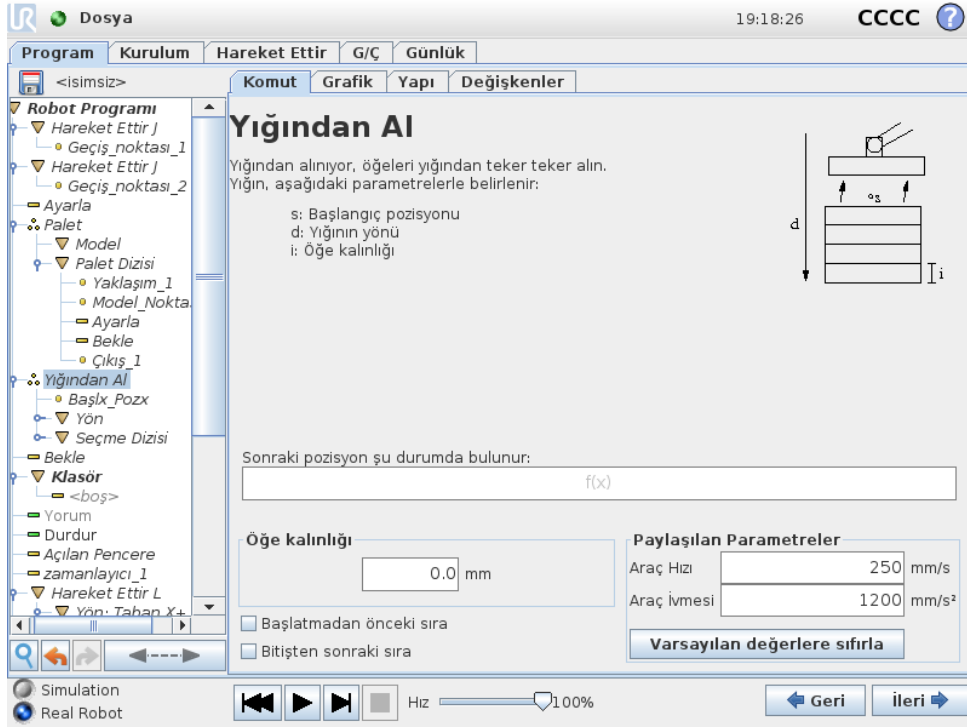 UR Dosya 19:18:26 CCCC ?
Program Kurulum Hareket Ettir G/Ç Günlük
<isimsiz>
Komut Grafik Yapı Değişkenler
Robot Programı
Hareket Ettir J
Geçiş_noktası_1
Hareket Ettir J
Geçiş_noktası_2
Ayarla
Palet
Model
Palet Dizisi
Yaklaşım_1
Model_Nokta
Ayarla
Bekle
Çıkış_1
Yığından Al
Başlx_Pozx
Yön
Seçme Dizisi
Bekle
Klasör
<boş>
Yorum
Durdur
Açılan Pencere
zamanlayıcı_1
Hareket Ettir L
Yön: Taban X+
Yığından Al
Yığından alınıyor, öğeleri yığından teker teker alın.
Yığın, aşağıdaki parametrelerle belirlenir:
s: Başlangıç pozisyonu
d: Yığının yönü
i: Öğe kalınlığı
s
d
i
Sonraki pozisyon şu durumda bulunur:
f(x)
Öğe kalınlığı
0.0 mm
Başlatmadan önceki sıra
Bitişten sonraki sıra
Paylaşılan Parametreler
Araç Hızı 250 mm/s
Araç İvmesi 1200 mm/s²
Varsayılan değerlere sıfırla
Simulation
Real Robot
Hız 100%
Geri İleri